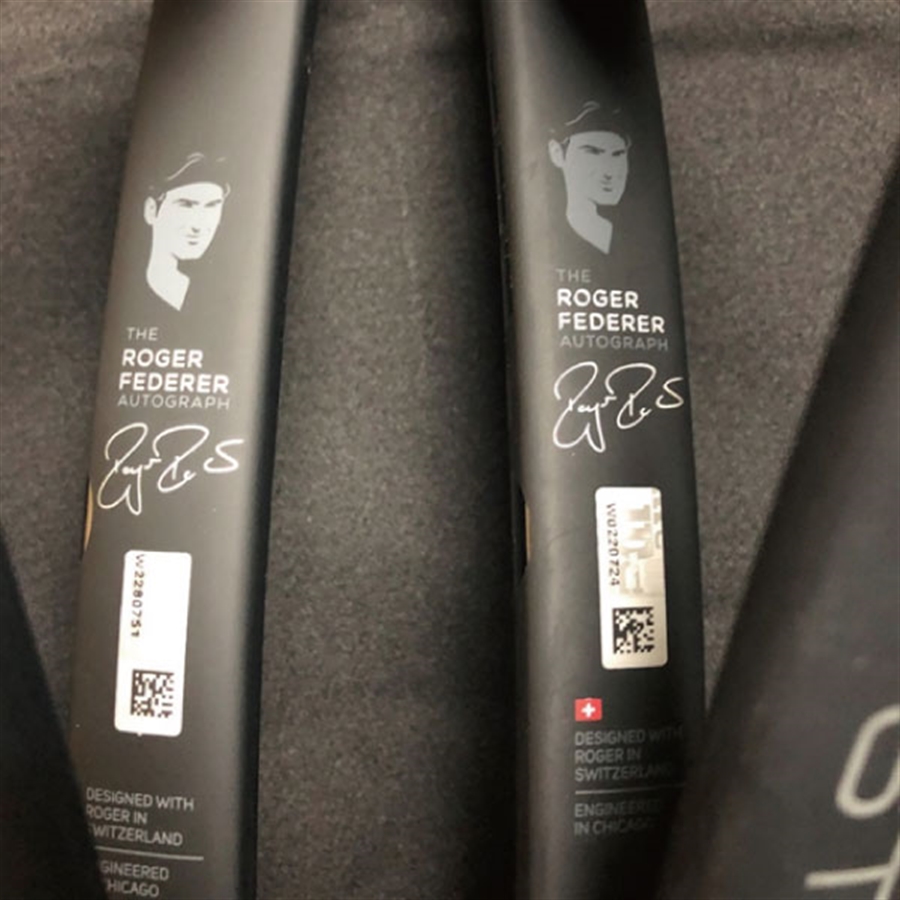 THE
ROGER
FEDERER
AUTOGRAPH
W2280751
DESIGNED WITH
ROGER IN
SWITZERLAND
ENGINEERED
CHICAGO
THE
ROGER
FEDERER
AUTOGRAPH
W0220724
DESIGNED WITH
ROGER IN
SWITZERLAND
ENGINEERED
IN CHICAGO